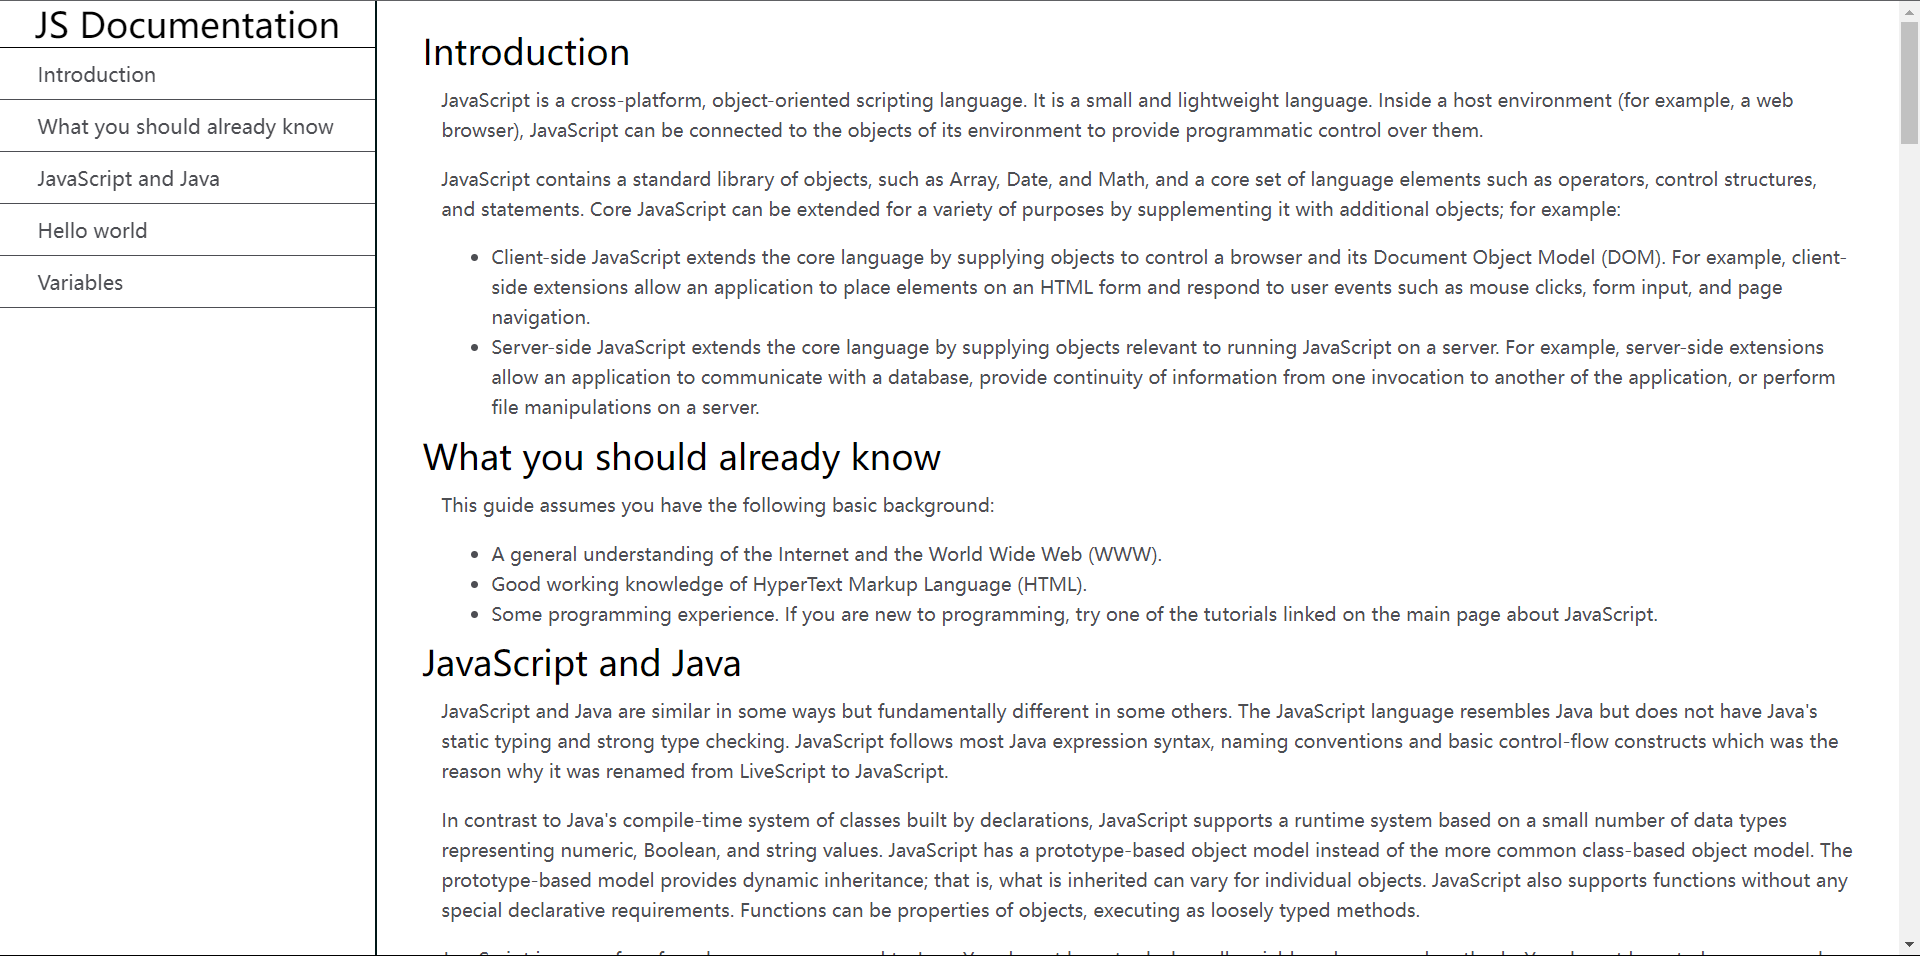 JS Documentation
Introduction
What you should already know
JavaScript and Java
Hello world
Variables
Introduction
JavaScript is a cross-platform, object-oriented scripting language. It is a small and lightweight language. Inside a host environment (for example, a web
browser), JavaScript can be connected to the objects of its environment to provide programmatic control over them.
JavaScript contains a standard library of objects, such as Array, Date, and Math, and a core set of language elements such as operators, control structures,
and statements. Core JavaScript can be extended for a variety of purposes by supplementing it with additional objects; for example:
• Client-side JavaScript extends the core language by supplying objects to control a browser and its Document Object Model (DOM). For example, client-
side extensions allow an application to place elements on an HTML form and respond to user events such as mouse clicks, form input, and page
navigation.
• Server-side JavaScript extends the core language by supplying objects relevant to running JavaScript on a server. For example, server-side extensions
allow an application to communicate with a database, provide continuity of information from one invocation to another of the application, or perform
file manipulations on a server.
What you should already know
This guide assumes you have the following basic background:
• A general understanding of the Internet and the World Wide Web (WWW).
• Good working knowledge of HyperText Markup Language (HTML).
• Some programming experience. If you are new to programming, try one of the tutorials linked on the main page about JavaScript.
JavaScript and Java
JavaScript and Java are similar in some ways but fundamentally different in some others. The JavaScript language resembles Java but does not have Java's
static typing and strong type checking. JavaScript follows most Java expression syntax, naming conventions and basic control-flow constructs which was the
reason why it was renamed from LiveScript to JavaScript.
In contrast to Java's compile-time system of classes built by declarations, JavaScript supports a runtime system based on a small number of data types
representing numeric, Boolean, and string values. JavaScript has a prototype-based object model instead of the more common class-based object model. The
prototype-based model provides dynamic inheritance; that is, what is inherited can vary for individual objects. JavaScript also supports functions without any
special declarative requirements. Functions can be properties of objects, executing as loosely typed methods.